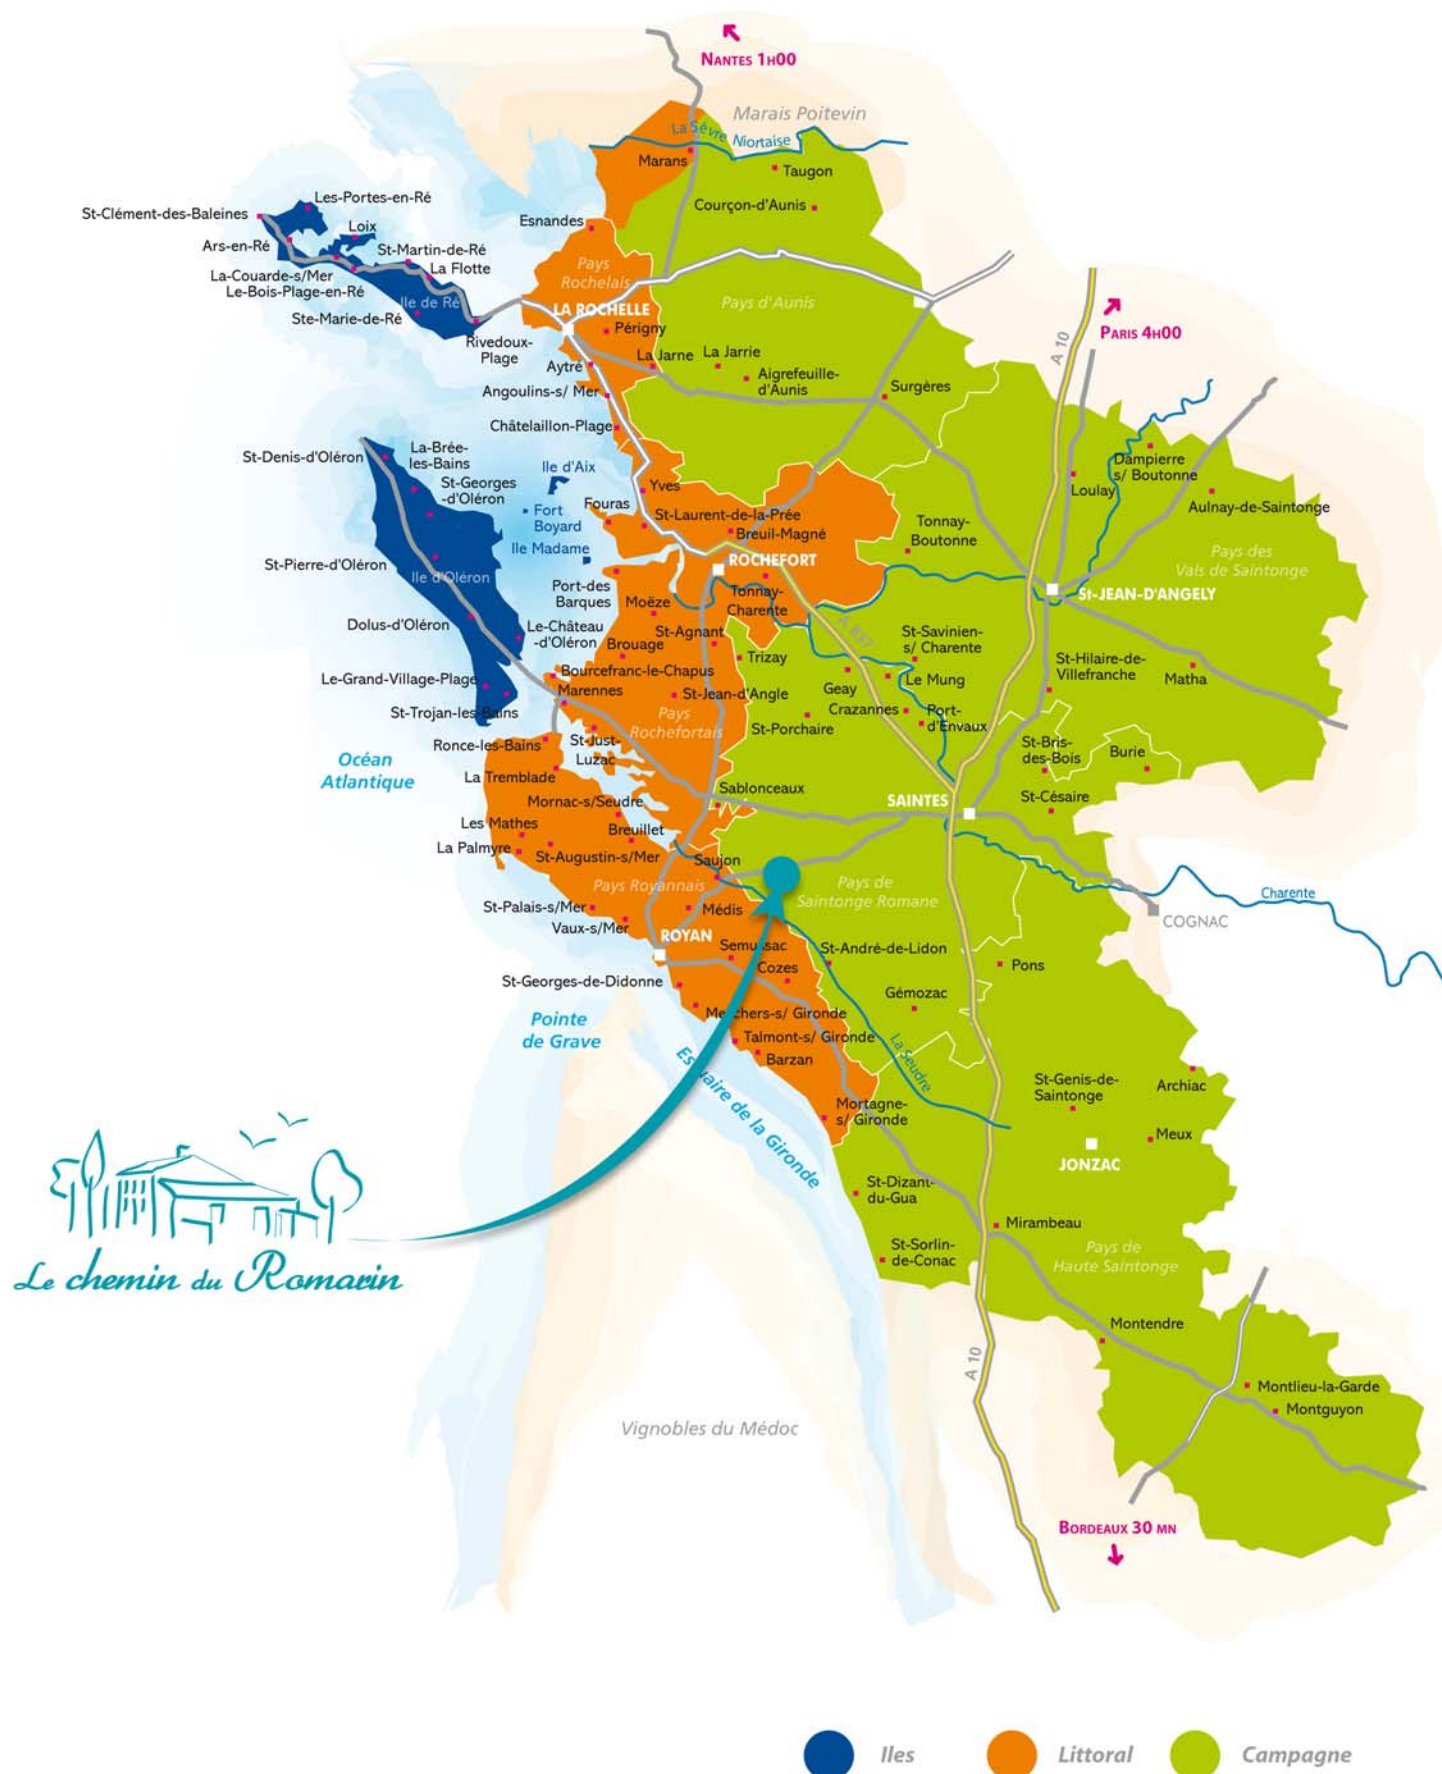 NANTES 1H00
Marais Poitevin
La Sèvre Niortaise
Marans
Taugon
Courçon-d'Aunis
Les-Portes-en-Ré
St-Clément-des-Baleines
Loix
Esnandes
Ars-en-Ré
St-Martin-de-Ré
La Flotte
La-Couarde-s/Mer
Le-Bois-Plage-en-Ré
Ile de Ré
Ste-Marie-de-Ré
Rivedoux-
Plage
Pays
Rochelais
Pays d'Aunis
LA ROCHELLE
Périgny
La Jarne
La Jarrie
Aytré
Aigrefeuille-
d'Aunis
Surgères
Angoulins-s/ Mer
Châtelaillon-Plage
A 10
PARIS 4H00
St-Denis-d'Oléron
La-Brée-
les-Bains
St-Georges
-d'Oléron
Ile d'Aix
Fort
Boyard
Ile Madame
Fouras
Yves
St-Laurent-de-la-Prée
Breuil-Magné
Tonnay-
Boutonne
Loulay
Dampierre
s/ Boutonne
Aulnay-de-Saintonge
Pays des
Vals de Saintonge
St-Pierre-d'Oléron
Ile d'Oléron
ROCHEFORT
St-JEAN-D'ANGELY
Port-des
Barques
Moëze
Tonnay-
Charente
Dolus-d'Oléron
Le-Château
-d'Oléron
Brouage
St-Agnant
Trizay
A 837
St-Savinien-
s/ Charente
St-Hilaire-de-
Villefranche
Matha
Le-Grand-Village-Plage
Bourcefranc-le-Chapus
Marennes
St-Jean-d'Angle
Geay
Le Mung
Crazannes
Port-
d'Envaux
St-Trojan-les-Bains
Pays
Rochefortais
St-Porchaire
Ronce-les-Bains
St-Just-
Luzac
St-Bris-
des-Bois
Burie
Océan
Atlantique
La Tremblade
Sablonceaux
SAINTES
St-Césaire
Mornac-s/Seudre
Les Mathes
Breuillet
La Palmyre
St-Augustin-s/Mer
Saujon
Pays Royannais
Pays de
Saintonge Romane
Charente
COGNAC
St-Palais-s/Mer
Médis
Vaux-s/Mer
ROYAN
Semussac
St-André-de-Lidon
Pons
Cozes
St-Georges-de-Didonne
Gémozac
Meschers-s/ Gironde
Pointe
de Grave
Talmont-s/ Gironde
Barzan
La Seudre
Estuaire de la Gironde
St-Genis-de-
Saintonge
Archiac
Mortagne-
s/ Gironde
Meux
JONZAC
St-Dizant-
du-Gua
Mirambeau
St-Sorlin-
de-Conac
Pays de
Haute Saintonge
Le chemin du Romarin
Montendre
A 10
Montlieu-la-Garde
Montguyon
Vignobles du Médoc
BORDEAUX 30 MN
Iles
Littoral
Campagne